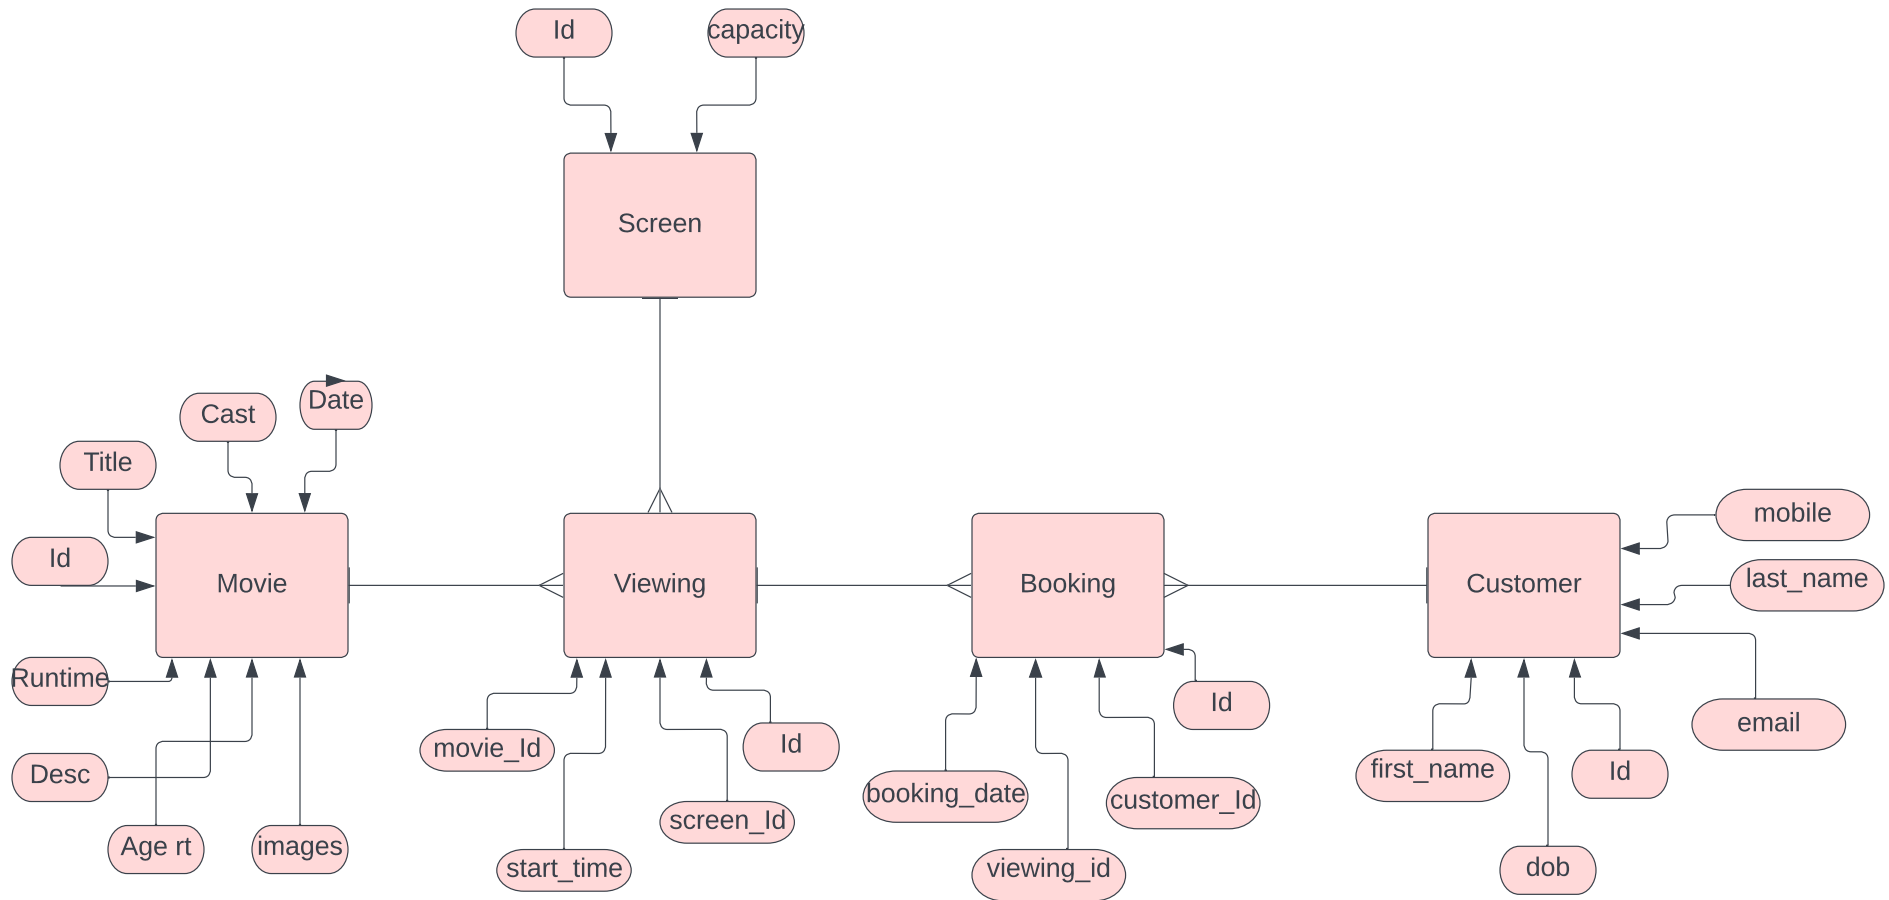 Id
capacity
Screen
Date
Cast
Title
Id
Movie
Viewing
Booking
Customer
mobile
last_name
Runtime
Desc
Age rt
images
movie_Id
start_time
screen_Id
Id
booking_date
viewing_id
customer_Id
Id
first_name
dob
Id
email